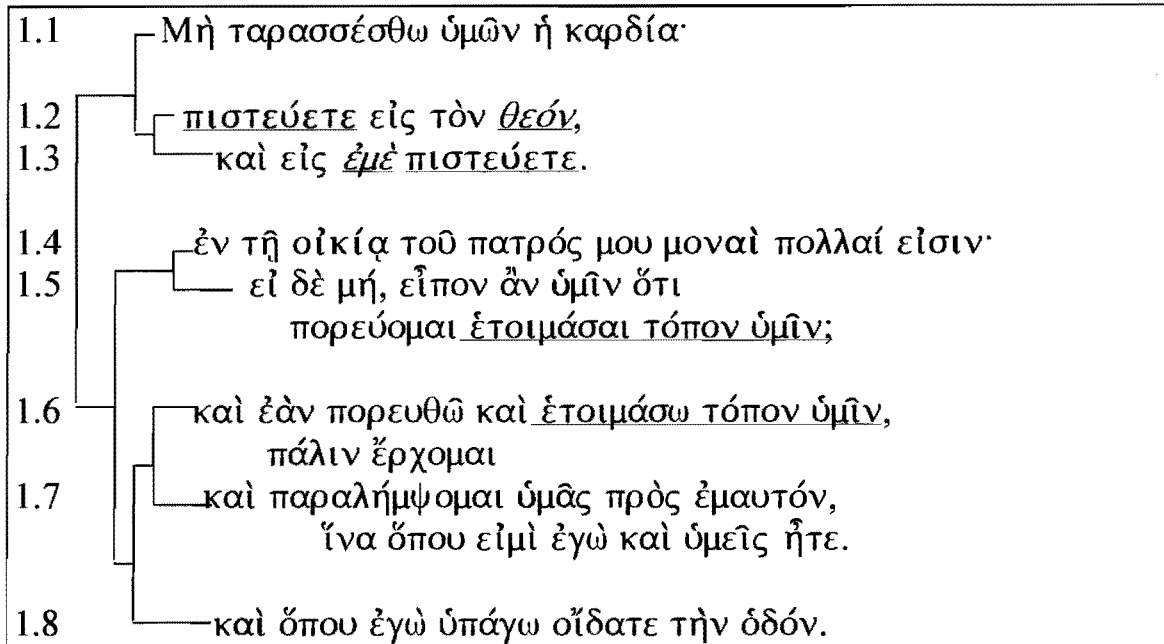 1.1 Μὴ ταρασσέσθω ὑμῶν ἡ καρδία·
1.2 πιστεύετε εἰς τὸν θεόν,
1.3 καὶ εἰς ἐμὲ πιστεύετε.
1.4 ἐν τῇ οἰκίᾳ τοῦ πατρός μου μοναὶ πολλαί εἰσιν·
1.5 εἰ δὲ μή, εἶπον ἂν ὑμῖν ὅτι
πορεύομαι ἑτοιμάσαι τόπον ὑμῖν;
1.6 καὶ ἐὰν πορευθῶ καὶ ἑτοιμάσω τόπον ὑμῖν,
πάλιν ἔρχομαι
1.7 καὶ παραλήμψομαι ὑμᾶς πρὸς ἐμαυτόν,
ἵνα ὅπου εἰμὶ ἐγὼ καὶ ὑμεῖς ἦτε.
1.8 καὶ ὅπου ἐγὼ ὑπάγω οἴδατε τὴν ὁδόν.